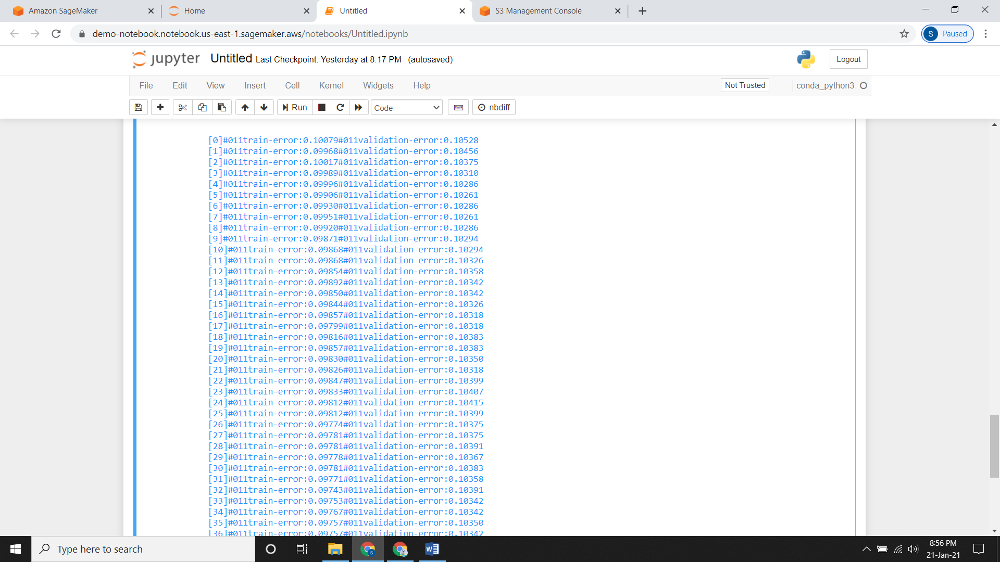 Amazon SageMaker
Home
Untitled
S3 Management Console
demo-notebook.notebook.us-east-1.sagemaker.aws/notebooks/Untitled.ipynb
S Paused
jupyter Untitled Last Checkpoint: Yesterday at 8:17 PM (autosaved)
Logout
File Edit View Insert Cell Kernel Widgets Help
Not Trusted
conda_python3
Run
Code
nbdiff
[0]#011train-error:0.10079#011validation-error:0.10528
[1]#011train-error:0.09968#011validation-error:0.10456
[2]#011train-error:0.10017#011validation-error:0.10375
[3]#011train-error:0.09989#011validation-error:0.10310
[4]#011train-error:0.09996#011validation-error:0.10286
[5]#011train-error:0.09906#011validation-error:0.10261
[6]#011train-error:0.09930#011validation-error:0.10286
[7]#011train-error:0.09951#011validation-error:0.10261
[8]#011train-error:0.09920#011validation-error:0.10286
[9]#011train-error:0.09871#011validation-error:0.10294
[10]#011train-error:0.09868#011validation-error:0.10294
[11]#011train-error:0.09868#011validation-error:0.10326
[12]#011train-error:0.09854#011validation-error:0.10358
[13]#011train-error:0.09892#011validation-error:0.10342
[14]#011train-error:0.09850#011validation-error:0.10342
[15]#011train-error:0.09844#011validation-error:0.10326
[16]#011train-error:0.09857#011validation-error:0.10318
[17]#011train-error:0.09799#011validation-error:0.10318
[18]#011train-error:0.09816#011validation-error:0.10383
[19]#011train-error:0.09857#011validation-error:0.10383
[20]#011train-error:0.09830#011validation-error:0.10350
[21]#011train-error:0.09826#011validation-error:0.10318
[22]#011train-error:0.09847#011validation-error:0.10399
[23]#011train-error:0.09833#011validation-error:0.10407
[24]#011train-error:0.09812#011validation-error:0.10415
[25]#011train-error:0.09812#011validation-error:0.10399
[26]#011train-error:0.09774#011validation-error:0.10375
[27]#011train-error:0.09781#011validation-error:0.10375
[28]#011train-error:0.09781#011validation-error:0.10391
[29]#011train-error:0.09778#011validation-error:0.10367
[30]#011train-error:0.09781#011validation-error:0.10383
[31]#011train-error:0.09771#011validation-error:0.10358
[32]#011train-error:0.09743#011validation-error:0.10391
[33]#011train-error:0.09753#011validation-error:0.10342
[34]#011train-error:0.09767#011validation-error:0.10342
[35]#011train-error:0.09757#011validation-error:0.10350
[36]#011train-error:0.09757#011validation-error:0.10342
Type here to search
8:56 PM
21-Jan-21